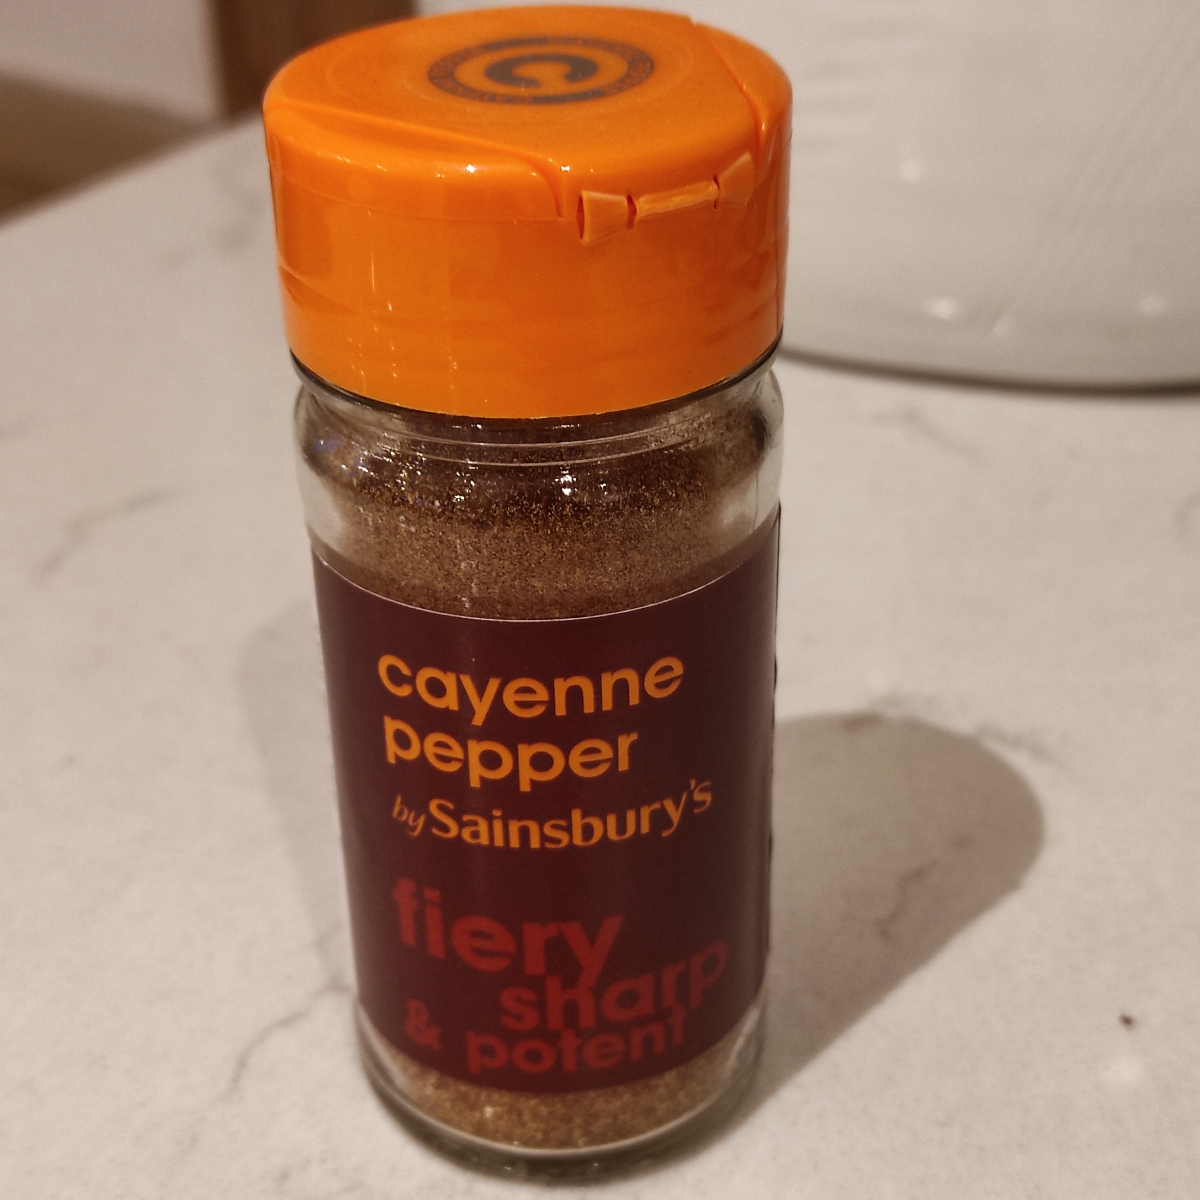 C
cayenne
pepper
by Sainsbury's
fiery
sharp
& potent